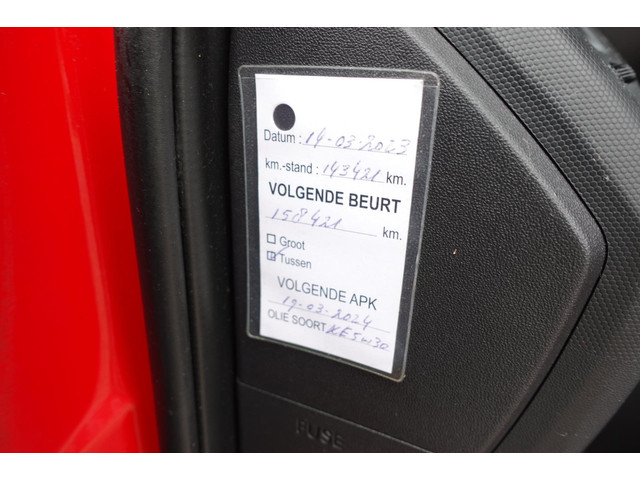 Datum : 14-03-2023
km.-stand : 143421 km.
VOLGENDE BEURT
158421 km.
Groot
Tussen
VOLGENDE APK
19-03-2024
OLIE SOORT XE5W30
FUSE